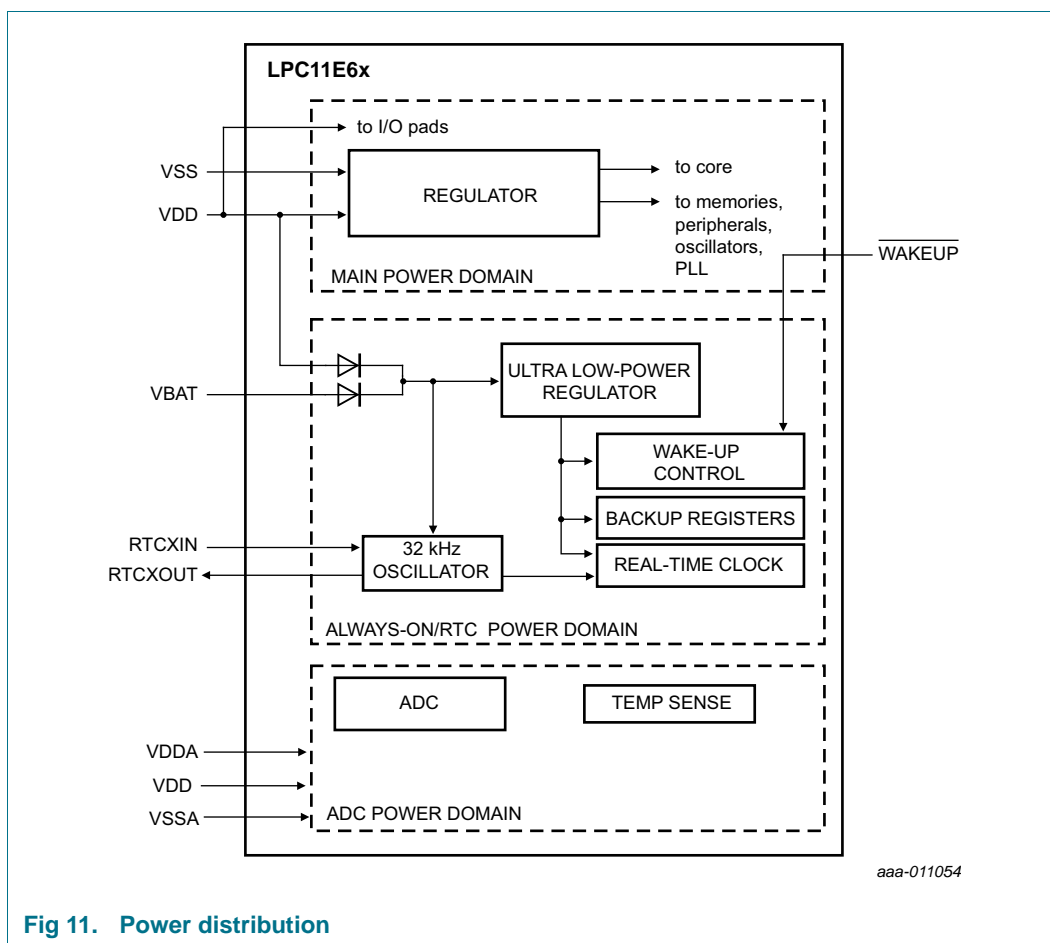 LPC11E6x
to I/O pads
VSS
VDD
REGULATOR
to core
to memories,
peripherals,
oscillators,
PLL
WAKEUP
MAIN POWER DOMAIN
VBAT
ULTRA LOW-POWER
REGULATOR
WAKE-UP
CONTROL
BACKUP REGISTERS
REAL-TIME CLOCK
RTCXIN
RTCXOUT
32 kHz
OSCILLATOR
ALWAYS-ON/RTC POWER DOMAIN
ADC
TEMP SENSE
VDDA
VDD
VSSA
ADC POWER DOMAIN
aaa-011054
Fig 11. Power distribution